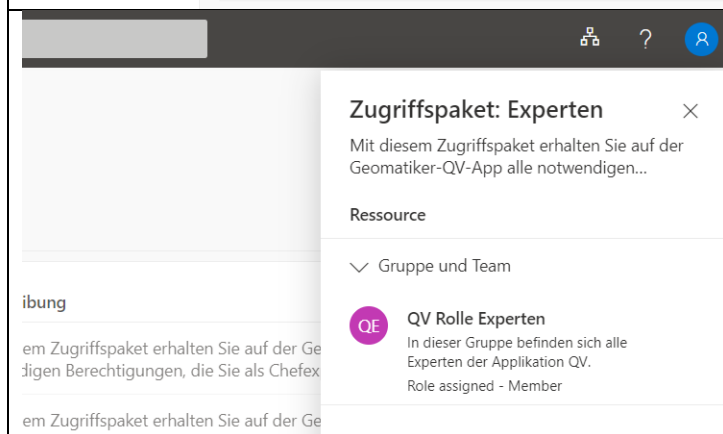 ?
Zugriffspaket: Experten
Mit diesem Zugriffspaket erhalten Sie auf der
Geomatiker-QV-App alle notwendigen...
Ressource
Gruppe und Team
QE
QV Rolle Experten
In dieser Gruppe befinden sich alle
Experten der Applikation QV.
Role assigned - Member
ibung
em Zugriffspaket erhalten Sie auf der Ge
digen Berechtigungen, die Sie als Chefex
em Zugriffspaket erhalten Sie auf der Ge